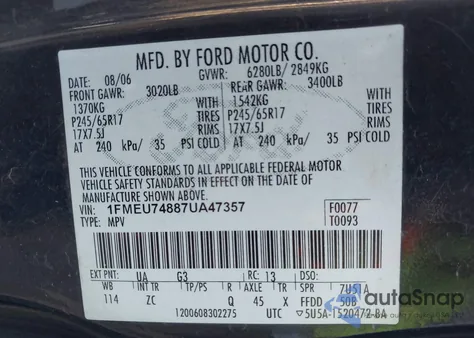 MFD. BY FORD MOTOR CO.
DATE: 08/06 GVWR: 6280LB/ 2849KG
FRONT GAWR: 3020LB REAR GAWR: 3400LB
1370KG WITH 1542KG WITH
P245/65R17 TIRES P245/65R17 TIRES
17X7.5J RIMS 17X7.5J RIMS
AT 240 kPa/ 35 PSI COLD AT 240 kPa/ 35 PSI COLD
THIS VEHICLE CONFORMS TO ALL APPLICABLE FEDERAL MOTOR
VEHICLE SAFETY STANDARDS IN EFFECT ON THE DATE OF
MANUFACTURE SHOWN ABOVE.
VIN: 1FMEU74887UA47357 F0077
TYPE: MPV T0093
EXT PNT: UA G3 RC: 13 DSO:
WB INT TR TP/PS R AXLE TR SPR 7U51A
114 ZC Q 45 X FFDD 50B
1200608302275 UTC ▽5U5A-1520472-BA
AutoSnap